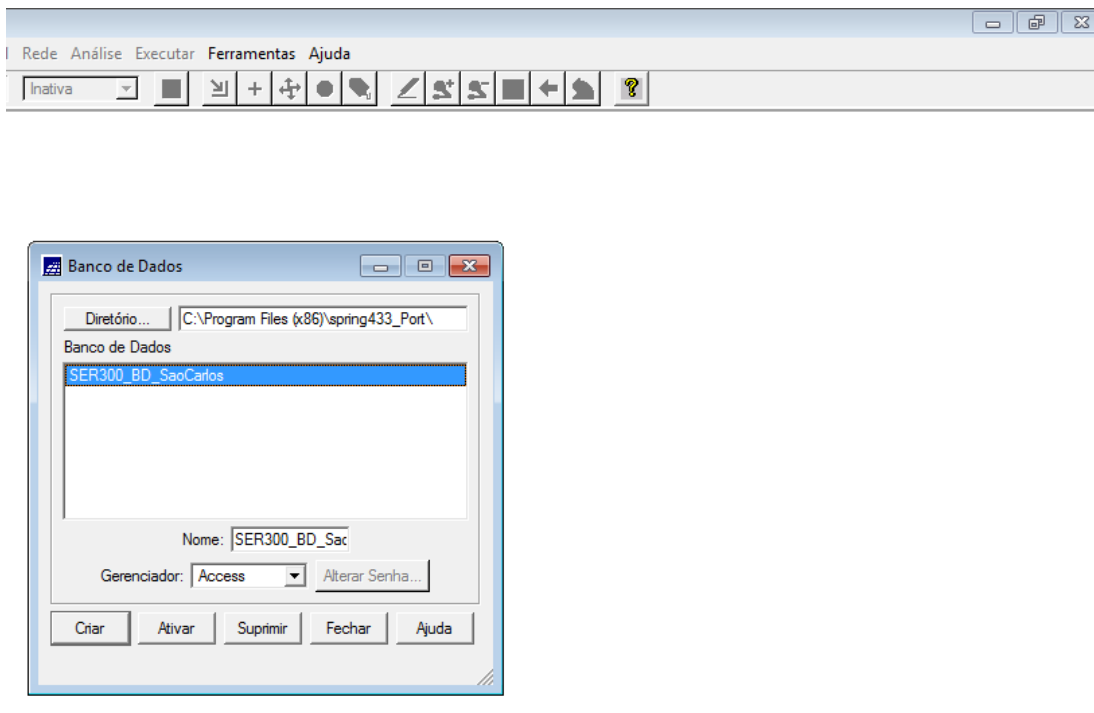 Rede Análise Executar Ferramentas Ajuda
Inativa
?
Banco de Dados
Diretório... C:\Program Files (x86)\spring433_Port\
Banco de Dados
SER300_BD_SaoCarlos
Nome: SER300_BD_Sac
Gerenciador: Access Alterar Senha...
Criar Ativar Suprimir Fechar Ajuda